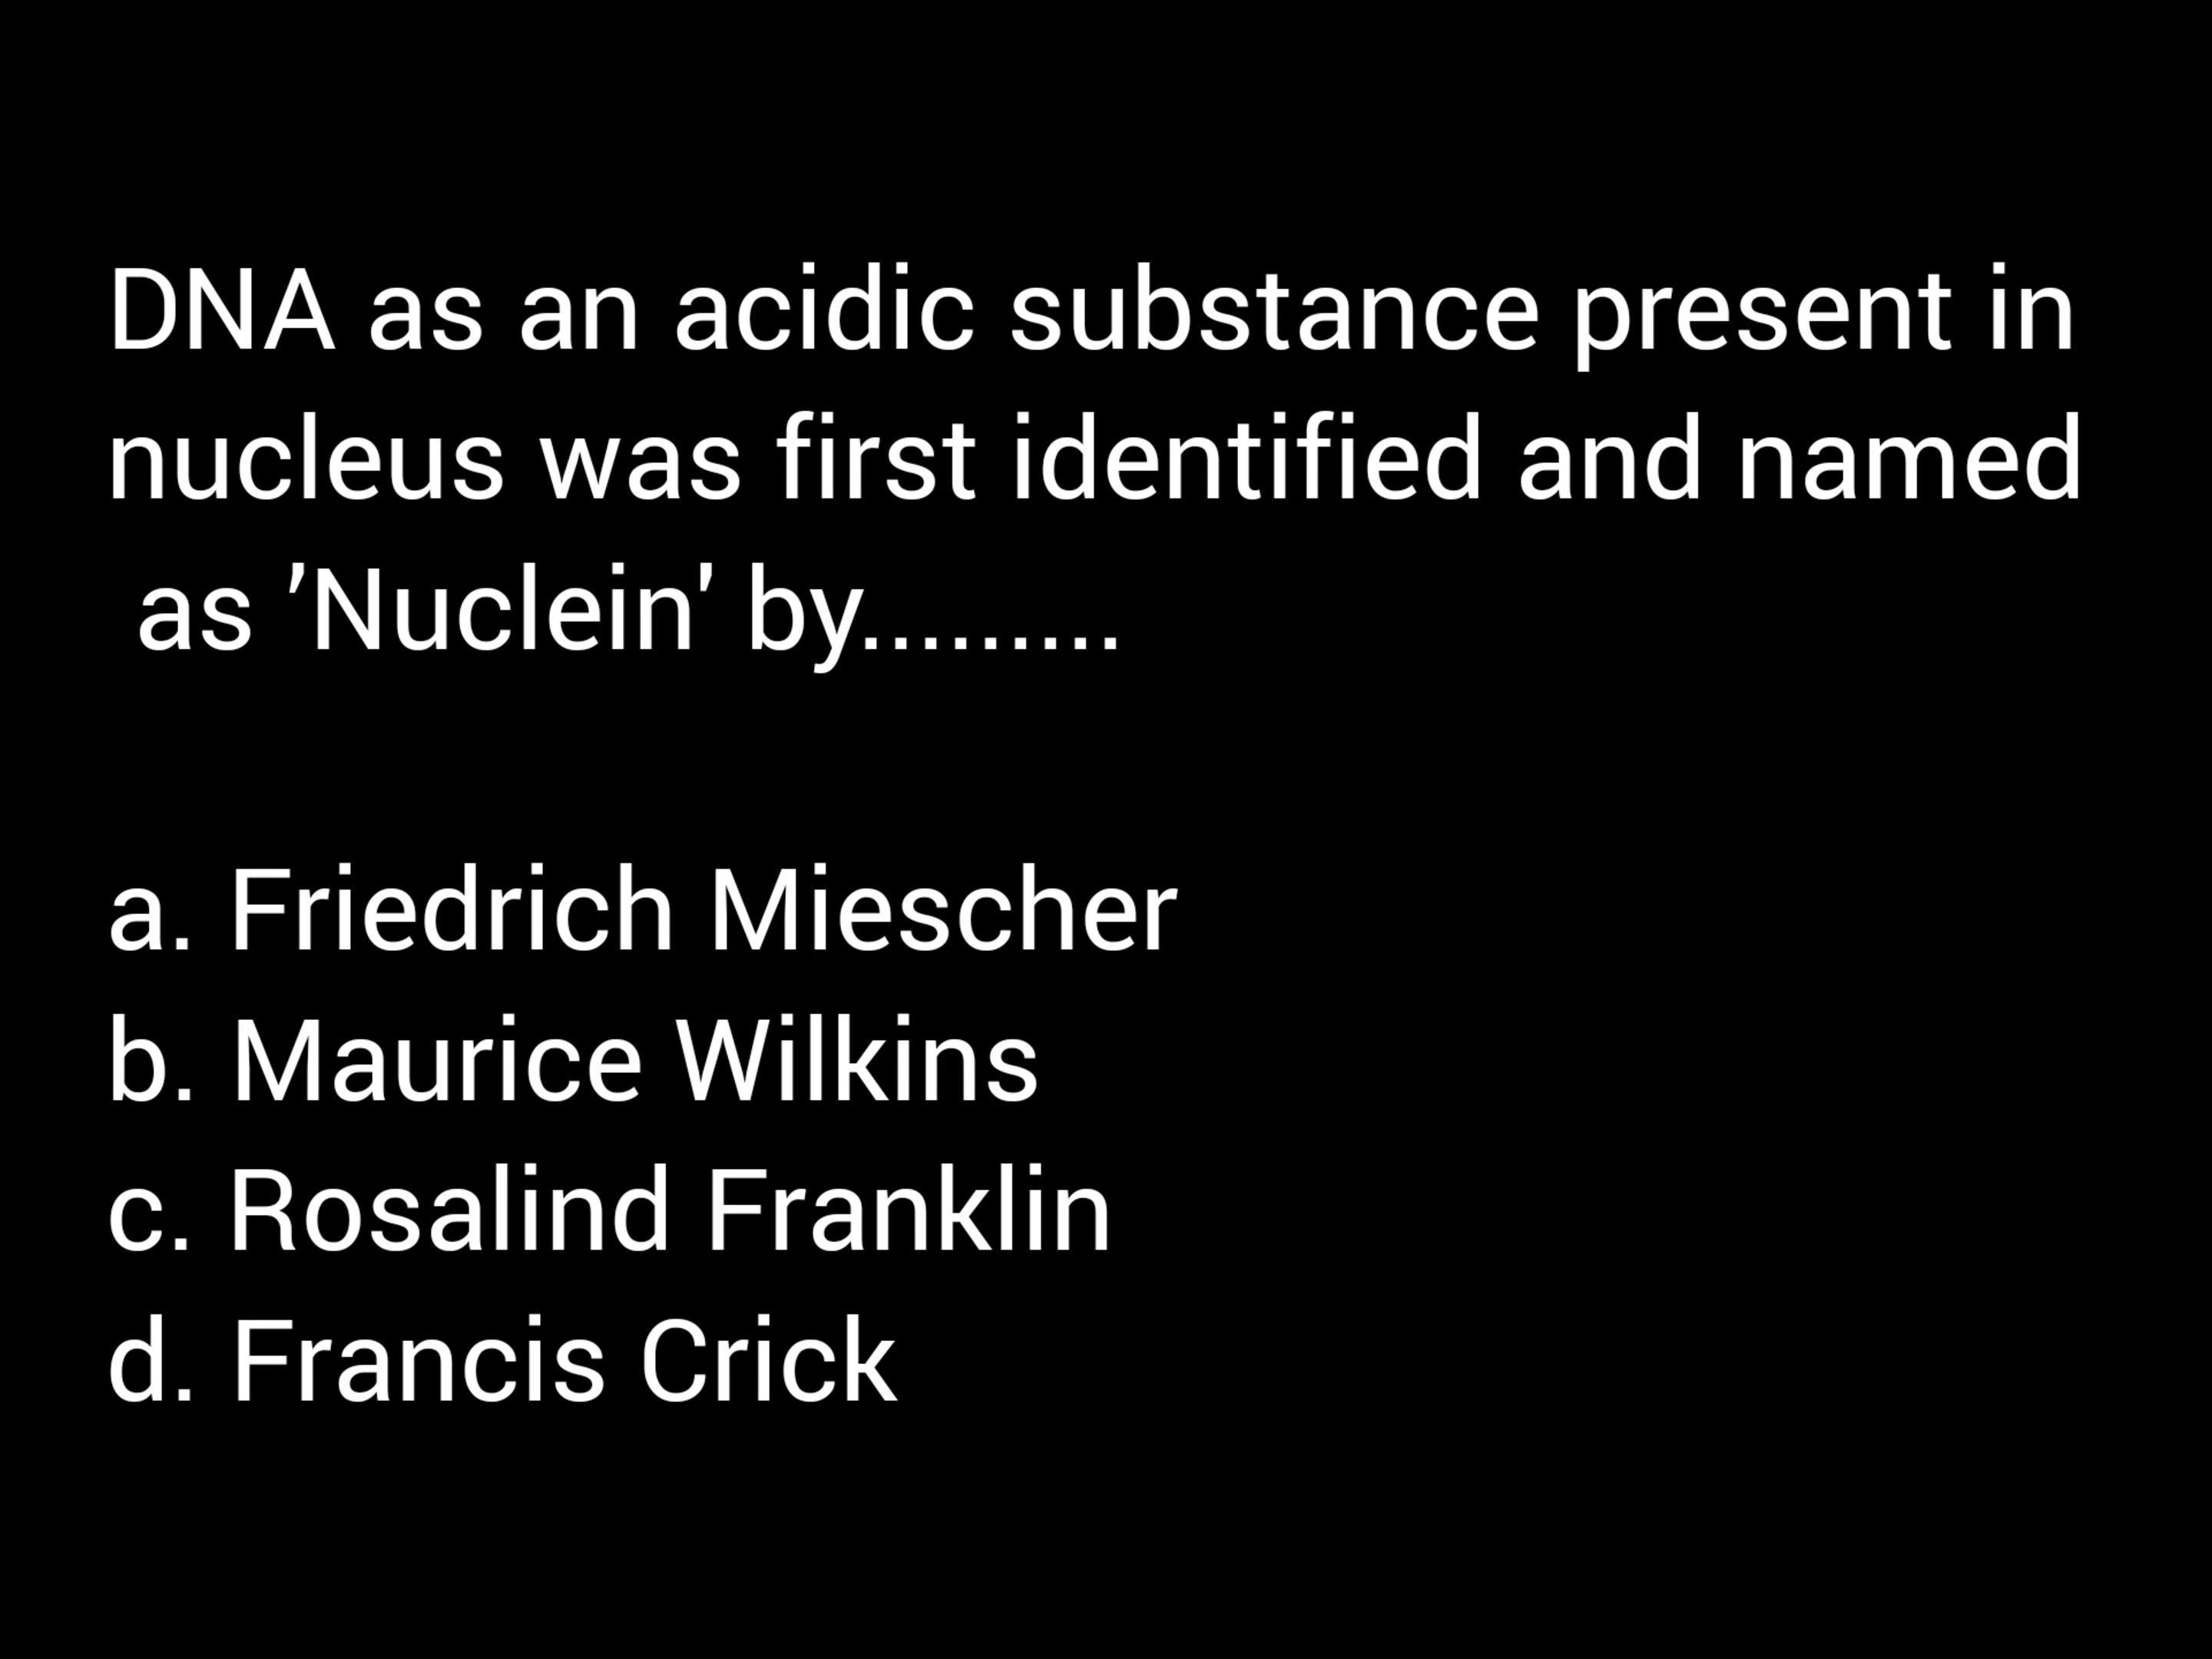 DNA as an acidic substance present in
nucleus was first identified and named
as 'Nuclein' by.........
a. Friedrich Miescher
b. Maurice Wilkins
c. Rosalind Franklin
d. Francis Crick